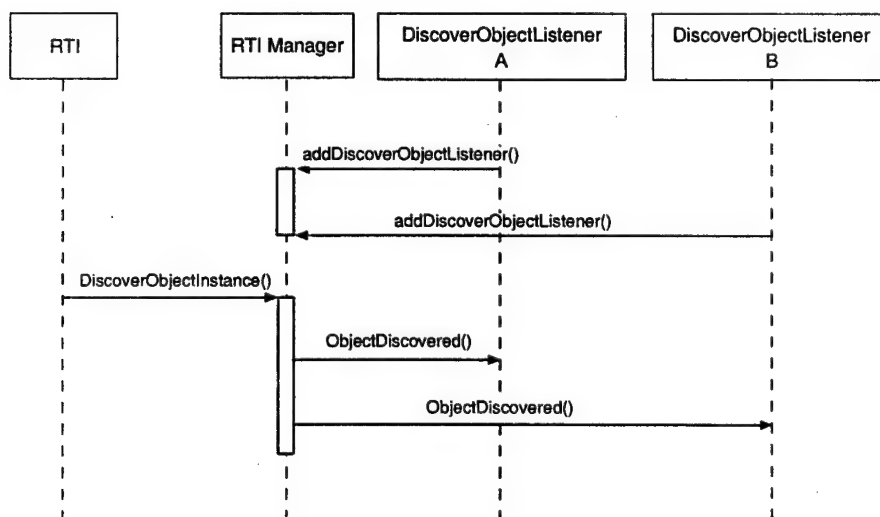 RTI
RTI Manager
DiscoverObjectListener
A
DiscoverObjectListener
B
addDiscoverObjectListener()
addDiscoverObjectListener()
DiscoverObjectInstance()
ObjectDiscovered()
ObjectDiscovered()